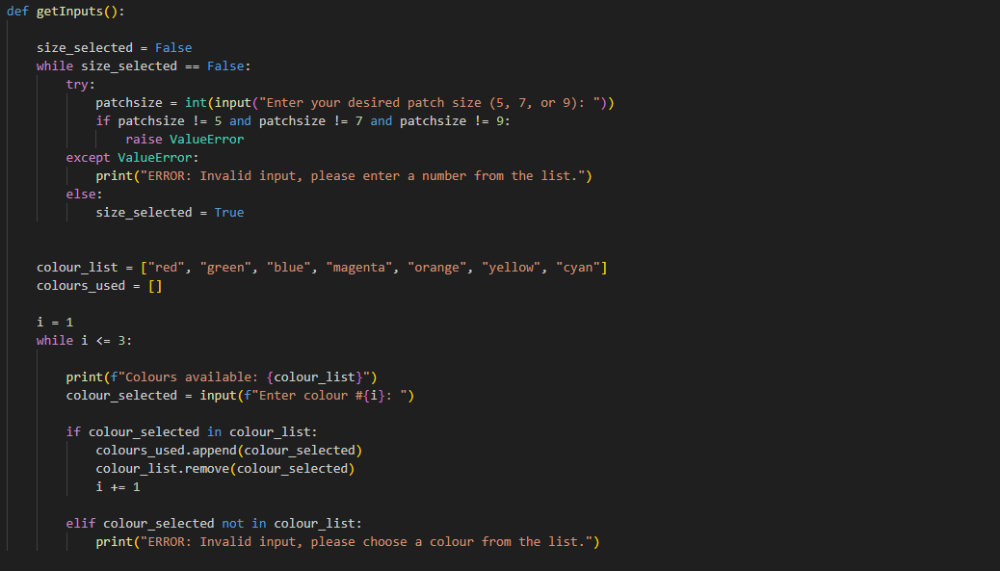 def getInputs():
size_selected = False
while size_selected == False:
try:
patchsize = int(input("Enter your desired patch size (5, 7, or 9): "))
if patchsize != 5 and patchsize != 7 and patchsize != 9:
raise ValueError
except ValueError:
print("ERROR: Invalid input, please enter a number from the list.")
else:
size_selected = True
colour_list = ["red", "green", "blue", "magenta", "orange", "yellow", "cyan"]
colours_used = []
i = 1
while i <= 3:
print(f"Colours available: {colour_list}")
colour_selected = input(f"Enter colour #{i}: ")
if colour_selected in colour_list:
colours_used.append(colour_selected)
colour_list.remove(colour_selected)
i += 1
elif colour_selected not in colour_list:
print("ERROR: Invalid input, please choose a colour from the list.")